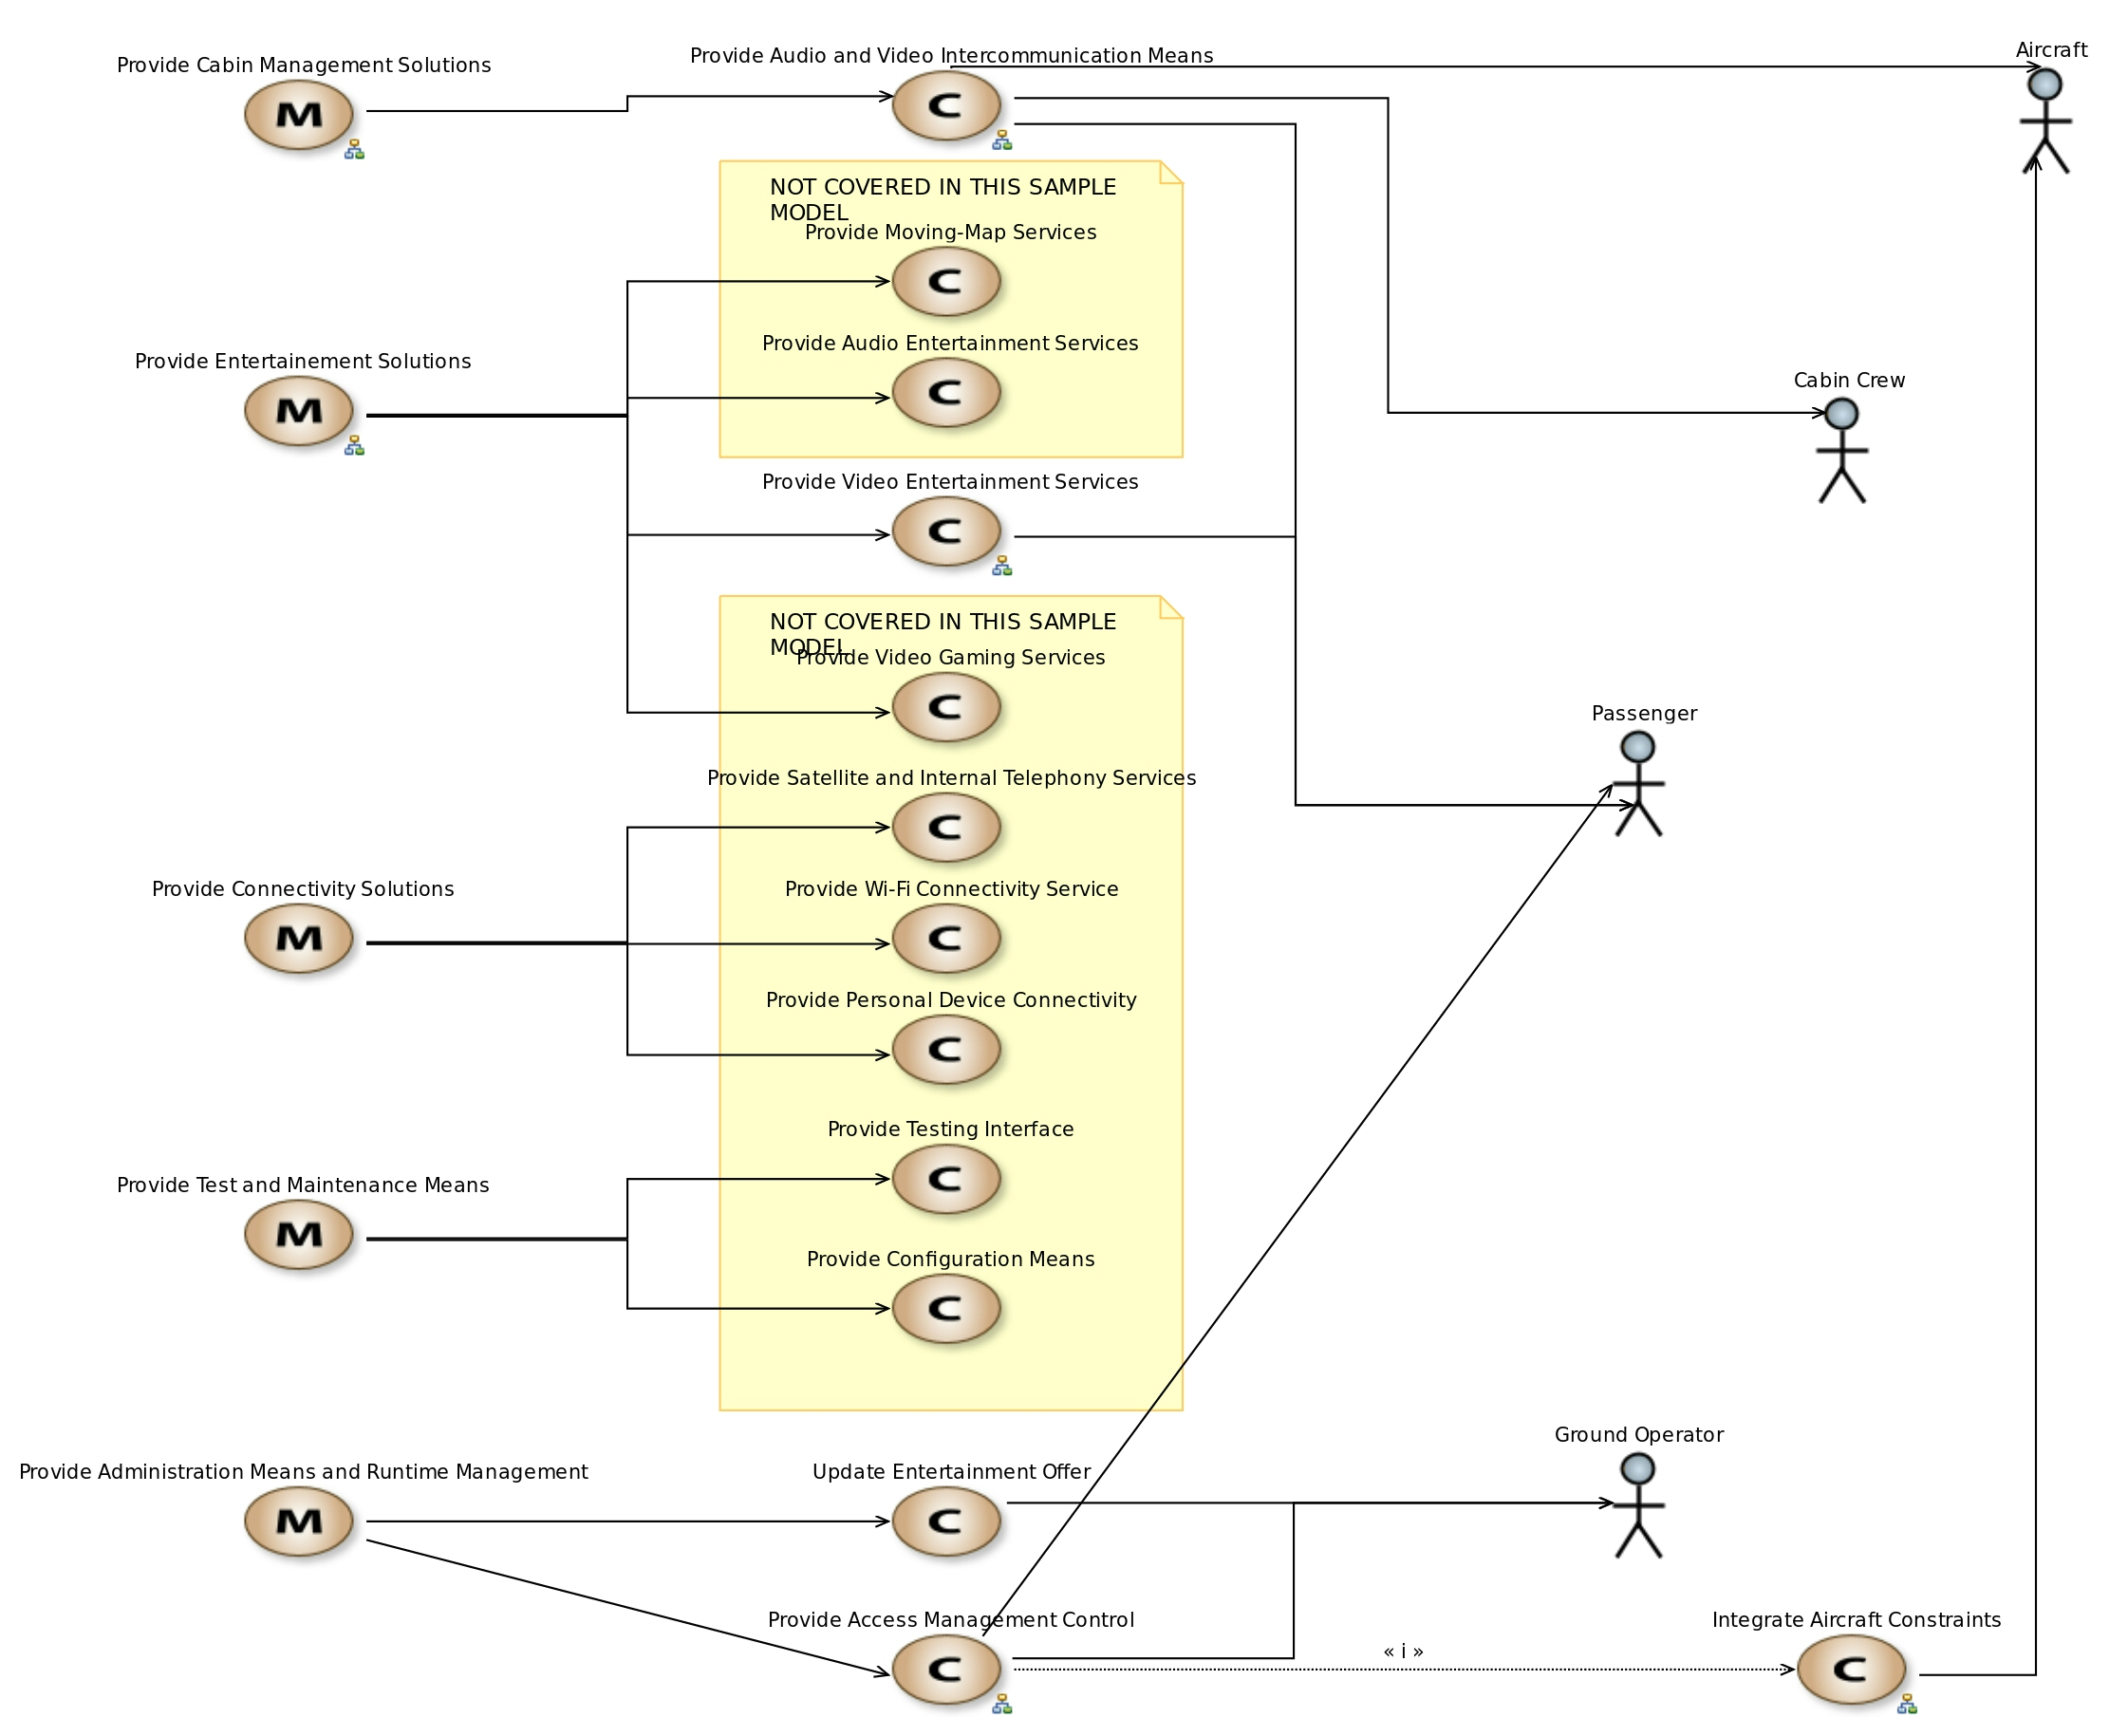 Provide Cabin Management Solutions
Provide Audio and Video Intercommunication Means
Aircraft
M
C
NOT COVERED IN THIS SAMPLE
MODEL
Provide Moving-Map Services
C
Provide Audio Entertainment Services
C
Provide Entertainement Solutions
M
Cabin Crew
Provide Video Entertainment Services
C
NOT COVERED IN THIS SAMPLE
MODEL
Provide Video Gaming Services
C
Passenger
Provide Satellite and Internal Telephony Services
C
Provide Connectivity Solutions
M
Provide Wi-Fi Connectivity Service
C
Provide Personal Device Connectivity
C
Provide Testing Interface
C
Provide Test and Maintenance Means
M
Provide Configuration Means
C
Ground Operator
Provide Administration Means and Runtime Management
M
Update Entertainment Offer
C
Provide Access Management Control
C
« i »
Integrate Aircraft Constraints
C